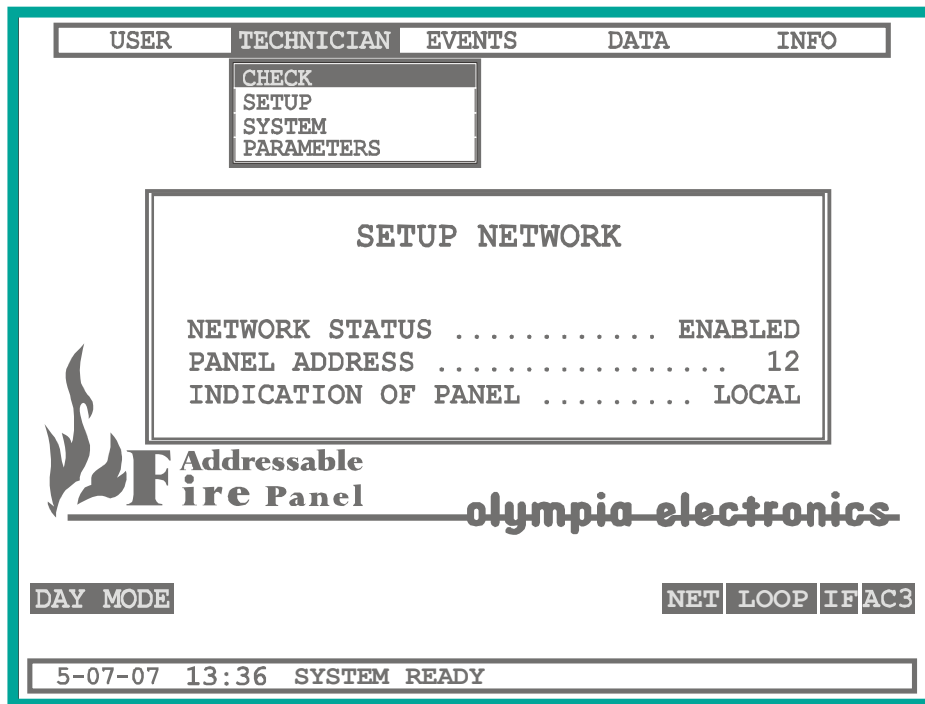 USER TECHNICIAN EVENTS DATA INFO
CHECK
SETUP
SYSTEM
PARAMETERS
SETUP NETWORK
NETWORK STATUS ............ ENABLED
PANEL ADDRESS ................. 12
INDICATION OF PANEL ......... LOCAL
Addressable
Fire Panel
olympia electronics
DAY MODE NET LOOP IF AC3
5-07-07 13:36 SYSTEM READY